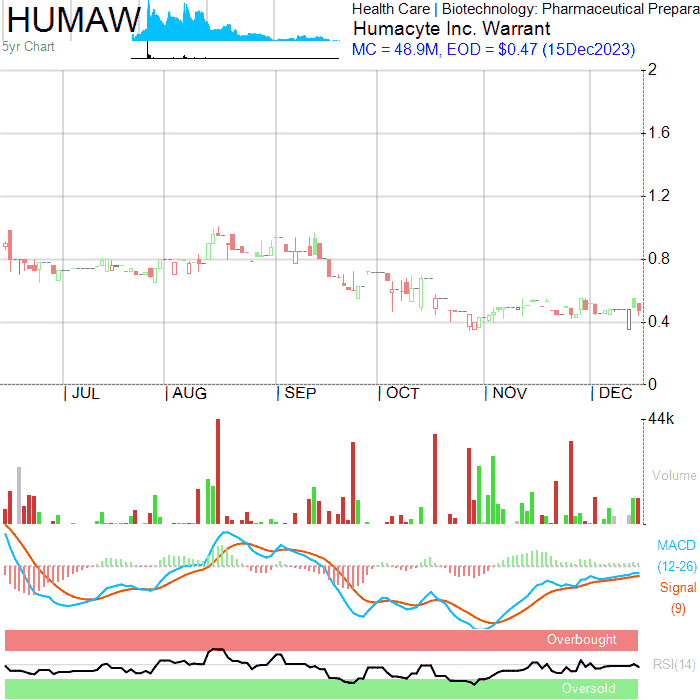 HUMAW
5yr Chart
Health Care | Biotechnology: Pharmaceutical Prepara
Humacyte Inc. Warrant
MC = 48.9M, EOD = $0.47 (15Dec2023)
2
1.6
1.2
0.8
0.4
0
JUL AUG SEP OCT NOV DEC
44k
Volume
MACD
(12-26)
Signal
(9)
Overbought
RSI(14)
Oversold